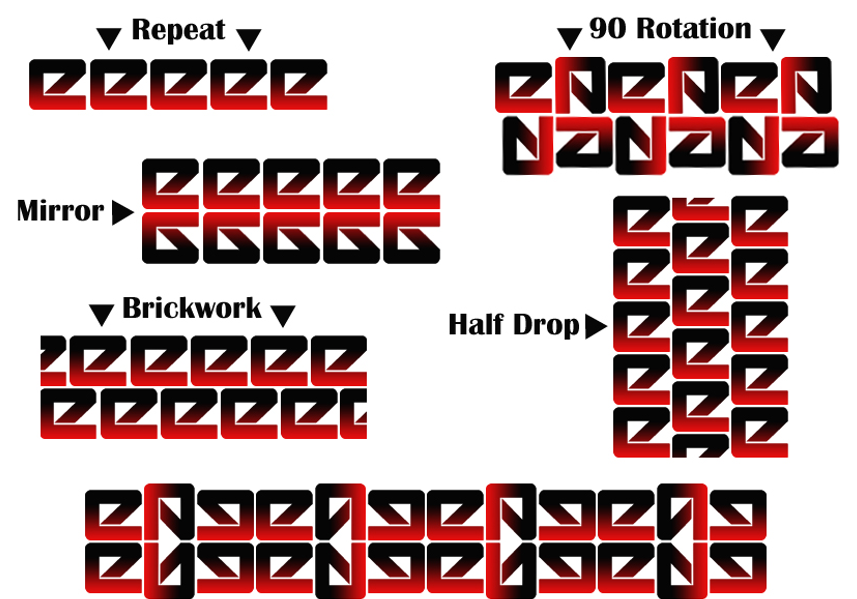 Repeat
90 Rotation
Mirror
Brickwork
Half Drop